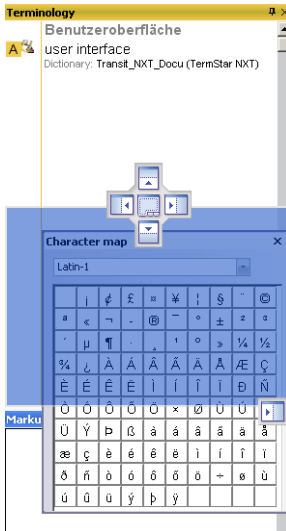 Terminology
Benutzeroberfläche
A
user interface
Dictionary: Transit_NXT_Docu (TermStar NXT)
Character map
Latin-1
¡ ¢ £ ¤ ¥ ¦ § ¨ ©
ª « ¬ - ® ¯ ° ± ² ³
´ µ ¶ · ¸ ¹ º » ¼ ½
¾ ¿ À Á Â Ã Ä Å Æ Ç
È É Ê Ë Ì Í Î Ï Ð Ñ
Ò Ó Ô Õ Ö × Ø Ù Ú
Marku
Ü Ý Þ ß à á â ã ä å
æ ç è é ê ë ì í î ï
ð ñ ò ó ô õ ö ÷ ø ù
ú û ü ý þ ÿ